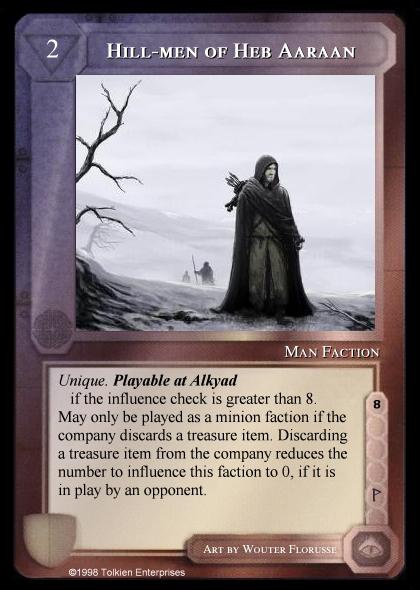 2
Hill-men of Heb Aaraan
Man Faction
Unique. Playable at Alkyad
if the influence check is greater than 8.
May only be played as a minion faction if the
company discards a treasure item. Discarding
a treasure item from the company reduces the
number to influence this faction to 0, if it is
in play by an opponent.
8
ᚹ
Art by Wouter Florusse
©1998 Tolkien Enterprises